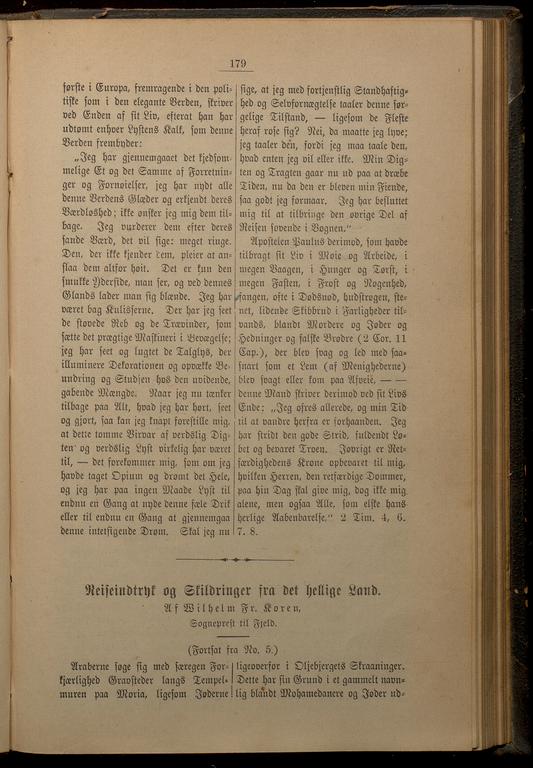 179
første i Europa, fremragende i den poli-
tiske som i den elegante Verden, skriver
ved Enden af sit Liv, efterat han har
udtømt enhver Lystens Kalk, som denne
Verden frembyder:
„Jeg har gjennemgaaet det kjedsom-
melige Et og det Samme af Forretnin-
ger og Fornøielser, jeg har nydt alle
denne Verdens Glæder og erkjendt deres
Værdløshed; ikke ønsker jeg mig dem til-
bage. Jeg vurderer dem efter deres
sande Værd, det vil sige: meget ringe.
Den, der ikke kjender dem, pleier at an-
slaa dem altfor høit. Det er kun den
smukke Yderside, man ser, og ved dennes
Glands lader man sig blænde. Jeg har
været bag Kulisserne. Der har jeg seet
de støvede Reb og de Trævinder, som
sætte det prægtige Maskineri i Bevægelse;
jeg har seet og lugtet de Talglys, der
illuminere Dekorationen og opvække Be-
undring og Studsen hos den uvidende,
gabende Mængde. Naar jeg nu tænker
tilbage paa Alt, hvad jeg har hørt, seet
og gjort, saa kan jeg knapt forestille mig,
at dette tomme Virvar af verdslig Dig-
ten og verdslig Lyst virkelig har været
til, — det forekommer mig, som om jeg
havde taget Opium og drømt det Hele,
og jeg har paa ingen Maade Lyst til
endnu en Gang at nyde denne fæle Drik
eller til endnu en Gang at gjennemgaa
denne intetsigende Drøm. Skal jeg nu
sige, at jeg med fortjenstlig Standhaftig-
hed og Selvfornægtelse taaler denne sør-
gelige Tilstand, — ligesom de Fleste
heraf rose sig? Nei, da maatte jeg lyve;
jeg taaler den, fordi jeg maa taale den,
hvad enten jeg vil eller ikke. Min Dig-
ten og Tragten gaar nu ud paa at dræbe
Tiden, nu da den er bleven min Fiende,
saa godt jeg formaar. Jeg har besluttet
mig til at tilbringe den øvrige Del af
Reisen sovende i Vognen.“
Apostelen Paulus derimod, som havde
tilbragt sit Liv i Møie og Arbeide, i
megen Vaagen, i Hunger og Tørst, i
megen Fasten, i Frost og Nøgenhed,
fangen, ofte i Dødsnød, hudstrøgen, ste-
net, lidende Skibbrud i Farligheder til-
vands, blandt Mordere og Jøder og
Hedninger og falske Brødre (2 Cor. 11
Cap.), der blev svag og led med saa-
snart som et Lem (af Menighederne)
blev svagt eller kom paa Afveie, — —
denne Mand skriver derimod ved sit Livs
Ende: „Jeg ofres allerede, og min Tid
til at vandre herfra er forhaanden. Jeg
har stridt den gode Strid, fuldendt Lø-
bet og bevaret Troen. Jøvrigt er Ret-
færdighedens Krone opbevaret til mig,
hvilken Herren, den retfærdige Dommer,
paa hin Dag skal give mig, dog ikke mig
alene, men ogsaa Alle, som elske hans
herlige Aabenbarelse.“ 2 Tim. 4, 6.
7. 8.
Reiseindtryk og Skildringer fra det hellige Land.
Af Wilhelm Fr. Koren,
Sogneprest til Fjeld.
(Fortsat fra No. 5.)
Araberne søge sig med særegen For-
kjærlighed Gravsteder langs Tempel-
muren paa Moria, ligesom Jøderne
ligeoverfor i Oljebjergets Skraaninger.
Dette har sin Grund i et gammelt navn-
lig blandt Mohamedanere og Jøder ud-